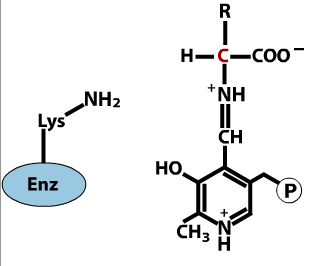 R
H C COO −
+ NH
NH2
Lys
CH
HO
Enz
P
+
CH3 N
H